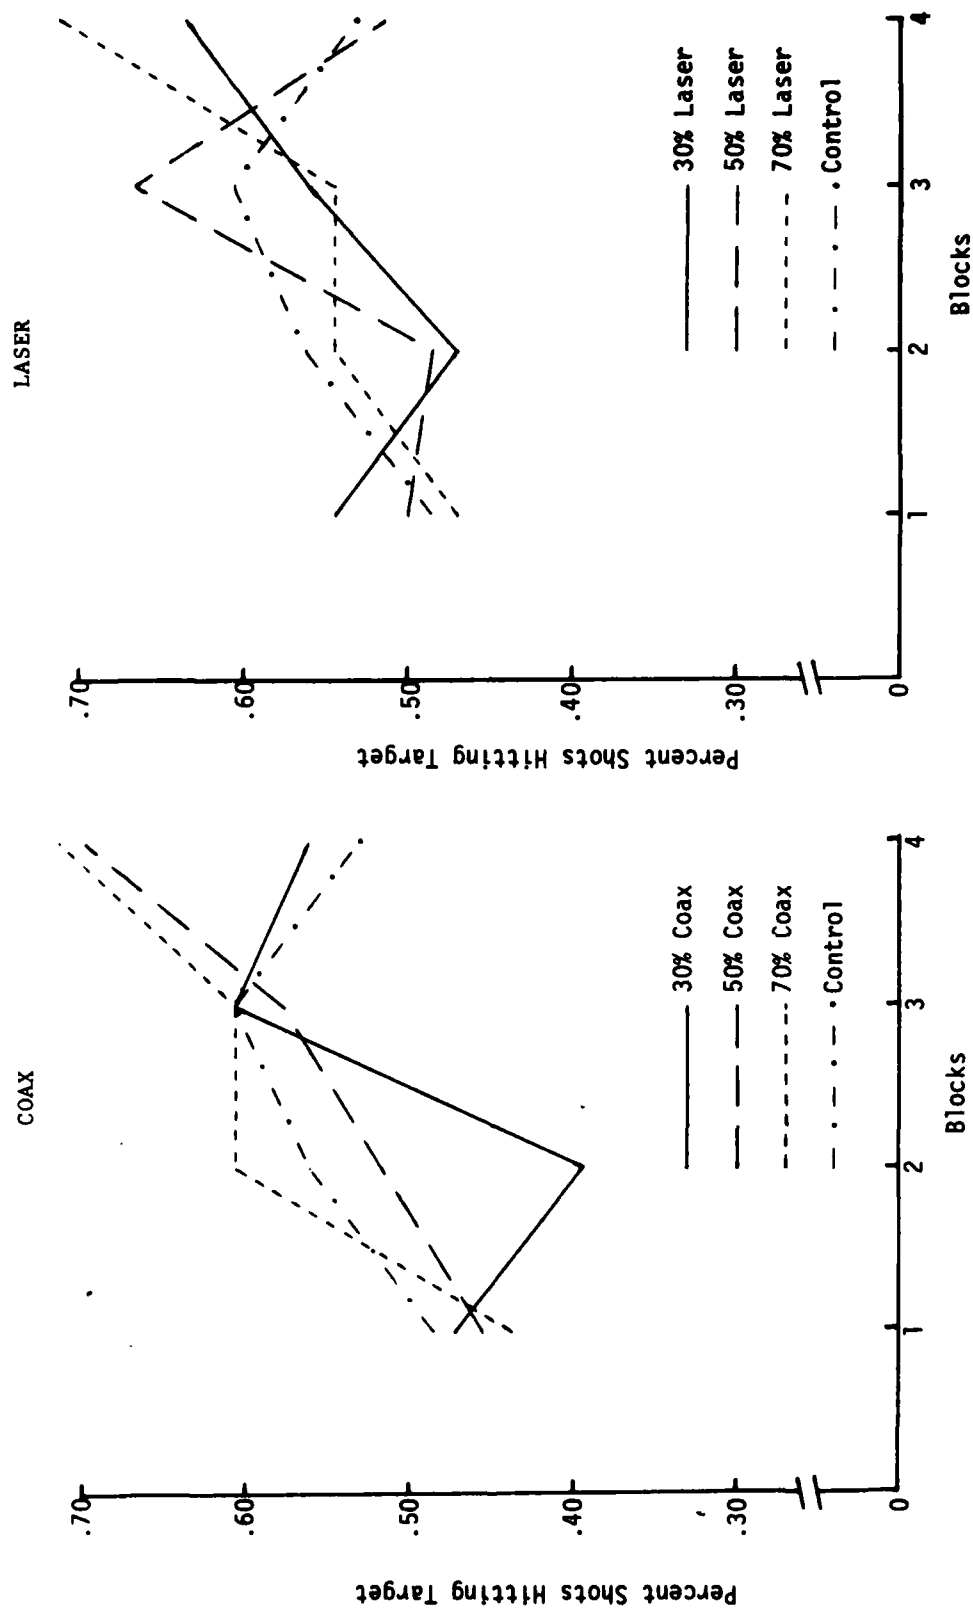 COAX
Percent Shots Hitting Target
.70
.60
.50
.40
.30
0
1
2
3
4
Blocks
30% Coax
50% Coax
70% Coax
Control
LASER
Percent Shots Hitting Target
.70
.60
.50
.40
.30
0
1
2
3
4
Blocks
30% Laser
50% Laser
70% Laser
Control